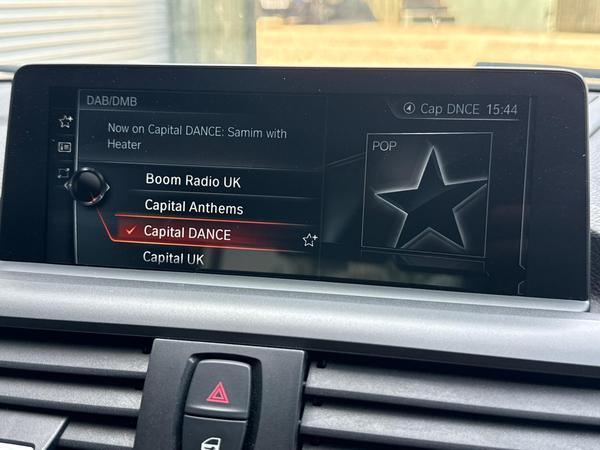 DAB/DMB
Cap DNCE 15:44
Now on Capital DANCE: Samim with
Heater
POP
Boom Radio UK
Capital Anthems
Capital DANCE
Capital UK